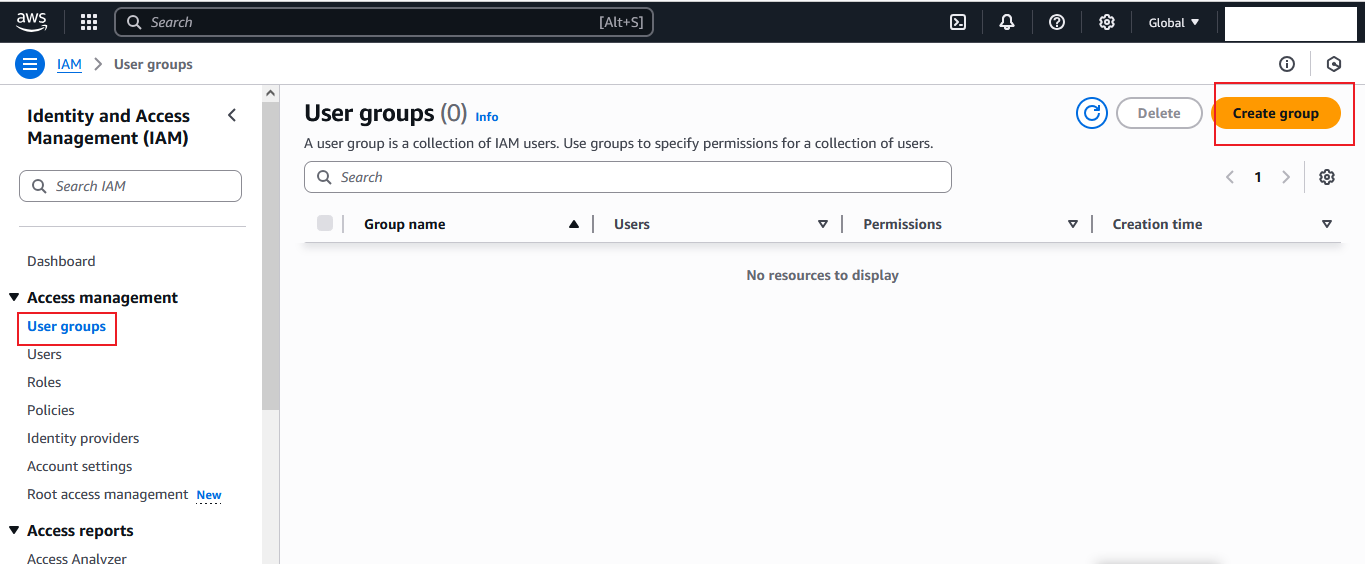 aws
Search [Alt+S]
Global
IAM > User groups
Identity and Access
Management (IAM)
Search IAM
Dashboard
Access management
User groups
Users
Roles
Policies
Identity providers
Account settings
Root access management New
Access reports
Access Analyzer
User groups (0) Info
Delete
Create group
A user group is a collection of IAM users. Use groups to specify permissions for a collection of users.
Search
1
Group name Users Permissions Creation time
No resources to display